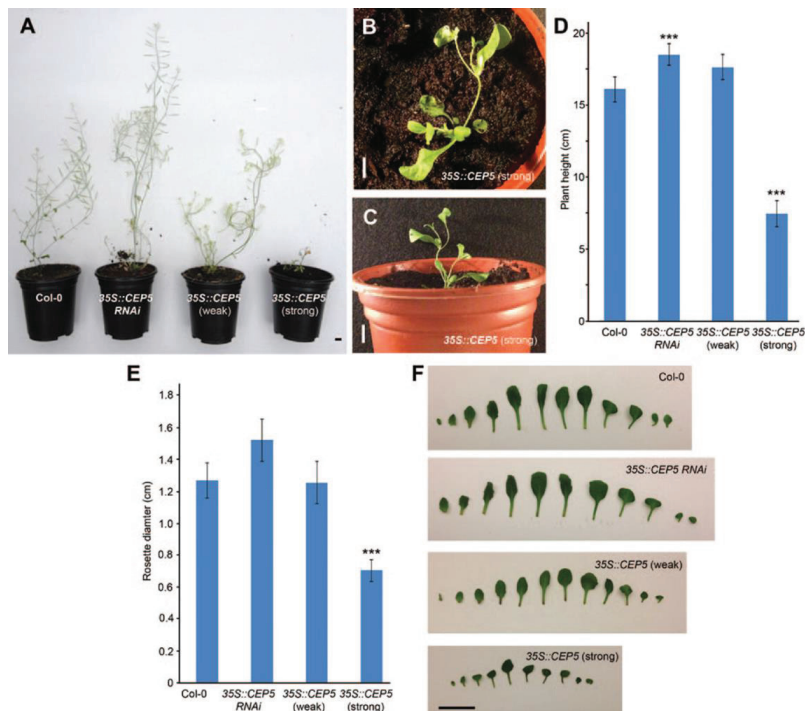 A
Col-0
35S::CEP5
RNAi
35S::CEP5
(weak)
35S::CEP5
(strong)
B
35S::CEP5 (strong)
C
35S::CEP5 (strong)
D
Plant height (cm)
20
15
10
5
0
***
***
Col-0
35S::CEP5
RNAi
35S::CEP5
(weak)
35S::CEP5
(strong)
E
Rosette diamter (cm)
1.8
1.6
1.4
1.2
1.0
0.8
0.6
0.4
0.2
0
***
Col-0
35S::CEP5
RNAi
35S::CEP5
(weak)
35S::CEP5
(strong)
F
Col-0
35S::CEP5 RNAi
35S::CEP5 (weak)
35S::CEP5 (strong)